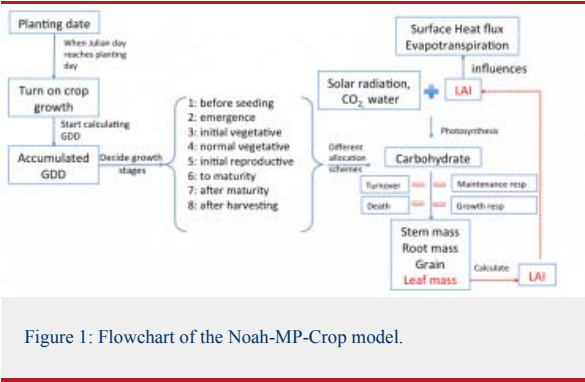 Planting date
When Julian day
reaches planting
day
Turn on crop
growth
Start calculating
GDD
Accumulated
GDD
Decide growth
stages
1: before seeding
2: emergence
3: initial vegetative
4: normal vegetative
5: initial reproductive
6: to maturity
7: after maturity
8: after harvesting
Different
allocation
schemes
Surface Heat flux
Evapotranspiration
influences
Solar radiation,
CO₂, water
LAI
Photosynthesis
Carbohydrate
Turnover
Maintenance resp
Death
Growth resp
Stem mass
Root mass
Grain
Leaf mass
Calculate
LAI
Figure 1: Flowchart of the Noah-MP-Crop model.